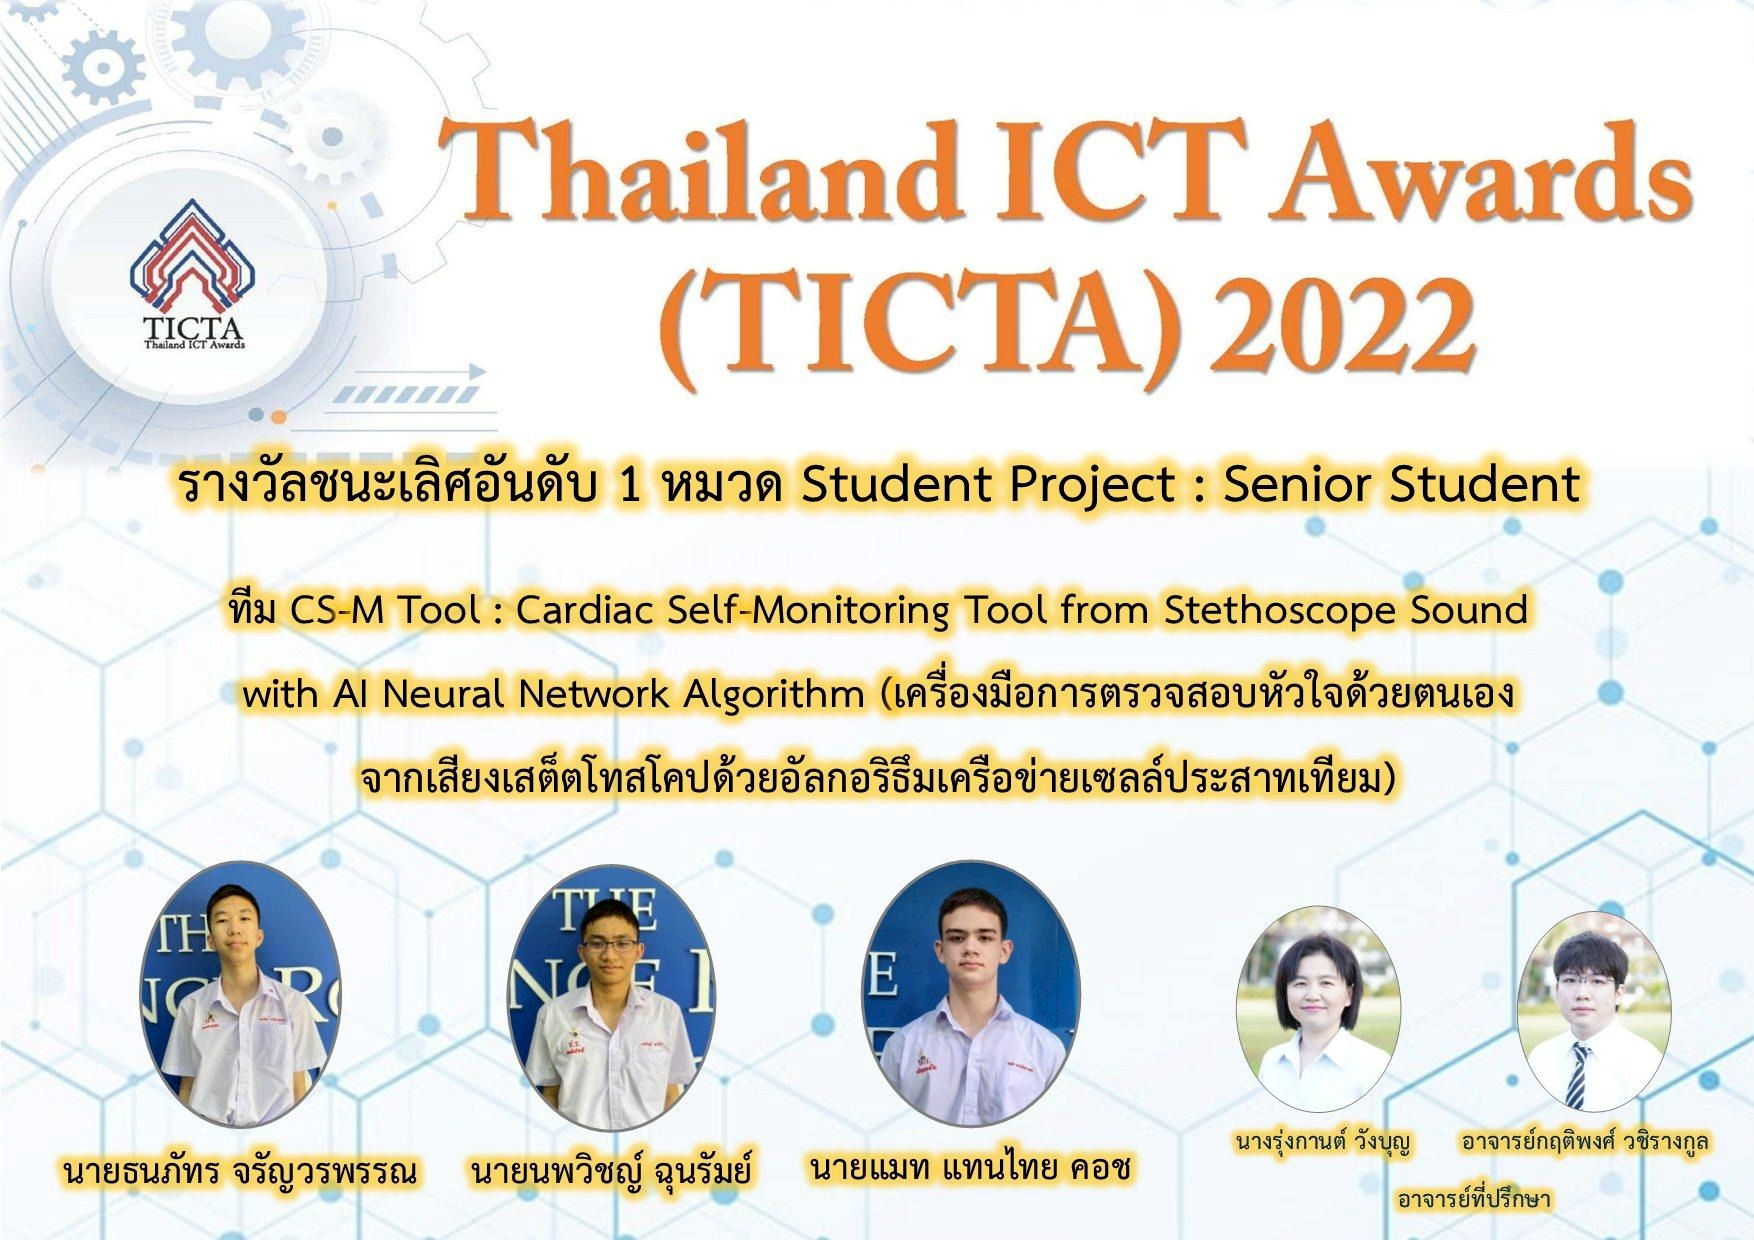 Thailand ICT Awards
(TICTA) 2022
TICTA
Thailand ICT Awards
รางวัลชนะเลิศอันดับ 1 หมวด Student Project : Senior Student
ทีม CS-M Tool : Cardiac Self-Monitoring Tool from Stethoscope Sound
with AI Neural Network Algorithm (เครื่องมือการตรวจสอบหัวใจด้วยตนเอง
จากเสียงเสต็ตโทสโคปด้วยอัลกอริธึมเครือข่ายเซลล์ประสาทเทียม)
THE
THE
E
นายธนภัทร จรัญวรพรรณ
นายนพวิชญ์ ฉุนรัมย์
นายแมท แทนไทย คอช
นางรุ่งกานต์ วังบุญ
อาจารย์กฤติพงศ์ วชิรางกูล
อาจารย์ที่ปรึกษา